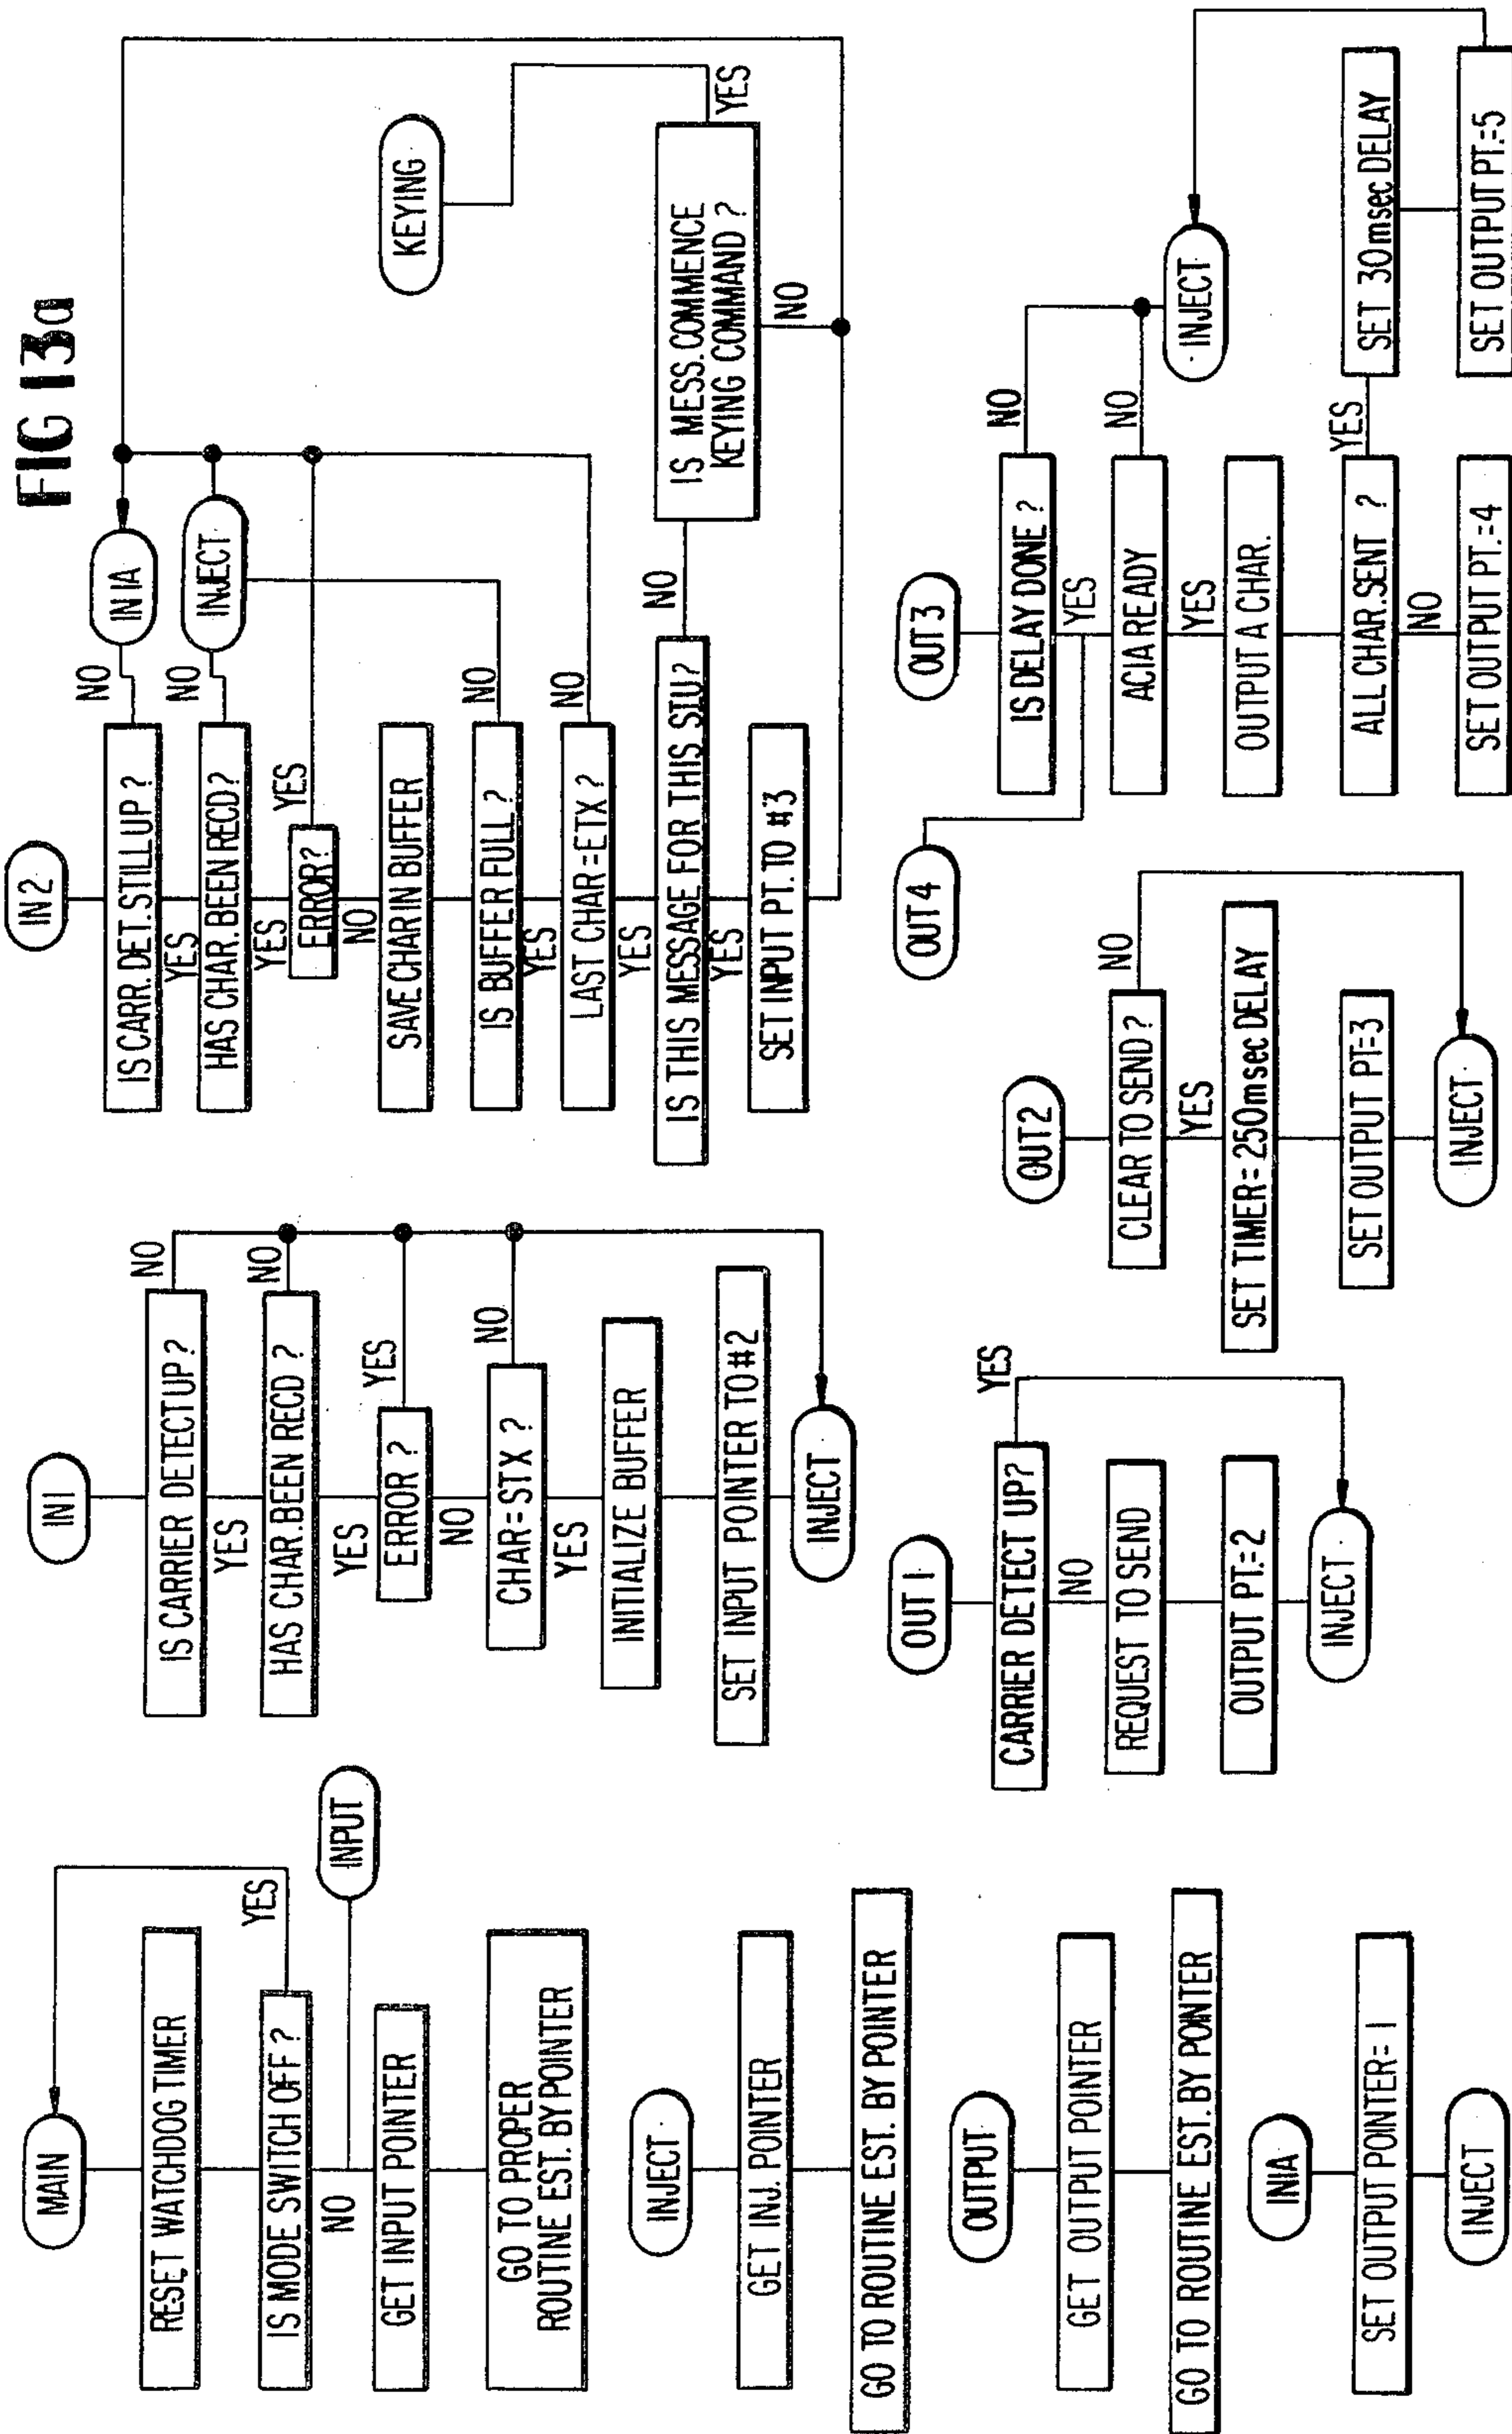 FIG 13a
MAIN
RESET WATCHDOG TIMER
IS MODE SWITCH OFF ?
YES
NO
INPUT
GET INPUT POINTER
GO TO PROPER
ROUTINE EST. BY POINTER
INJECT
GET INJ. POINTER
GO TO ROUTINE EST. BY POINTER
OUTPUT
GET OUTPUT POINTER
GO TO ROUTINE EST. BY POINTER
INIA
SET OUTPUT POINTER= 1
INJECT
IN1
IS CARRIER DETECT UP ?
NO
YES
HAS CHAR. BEEN RECD ?
NO
YES
ERROR ?
YES
NO
CHAR=STX ?
NO
YES
INITIALIZE BUFFER
SET INPUT POINTER TO #2
INJECT
OUT 1
CARRIER DETECT UP?
YES
NO
REQUEST TO SEND
OUTPUT PT.=2
INJECT
IN 2
IS CARR. DET. STILL UP ?
NO
IN 1A
YES
HAS CHAR. BEEN RECD?
NO
INJECT
YES
ERROR?
YES
NO
SAVE CHAR IN BUFFER
IS BUFFER FULL ?
NO
YES
LAST CHAR=ETX ?
NO
YES
IS THIS MESSAGE FOR THIS STU?
NO
YES
SET INPUT PT. TO #3
KEYING
IS MESS. COMMENCE
KEYING COMMAND ?
YES
NO
OUT2
CLEAR TO SEND?
NO
YES
SET TIMER=250msec DELAY
SET OUTPUT PT=3
INJECT
OUT 3
IS DELAY DONE ?
NO
YES
OUT4
ACIA READY
NO
YES
INJECT
OUTPUT A CHAR.
ALL CHAR. SENT ?
YES
NO
SET OUTPUT PT.=4
SET 30msec DELAY
SET OUTPUT PT.=5